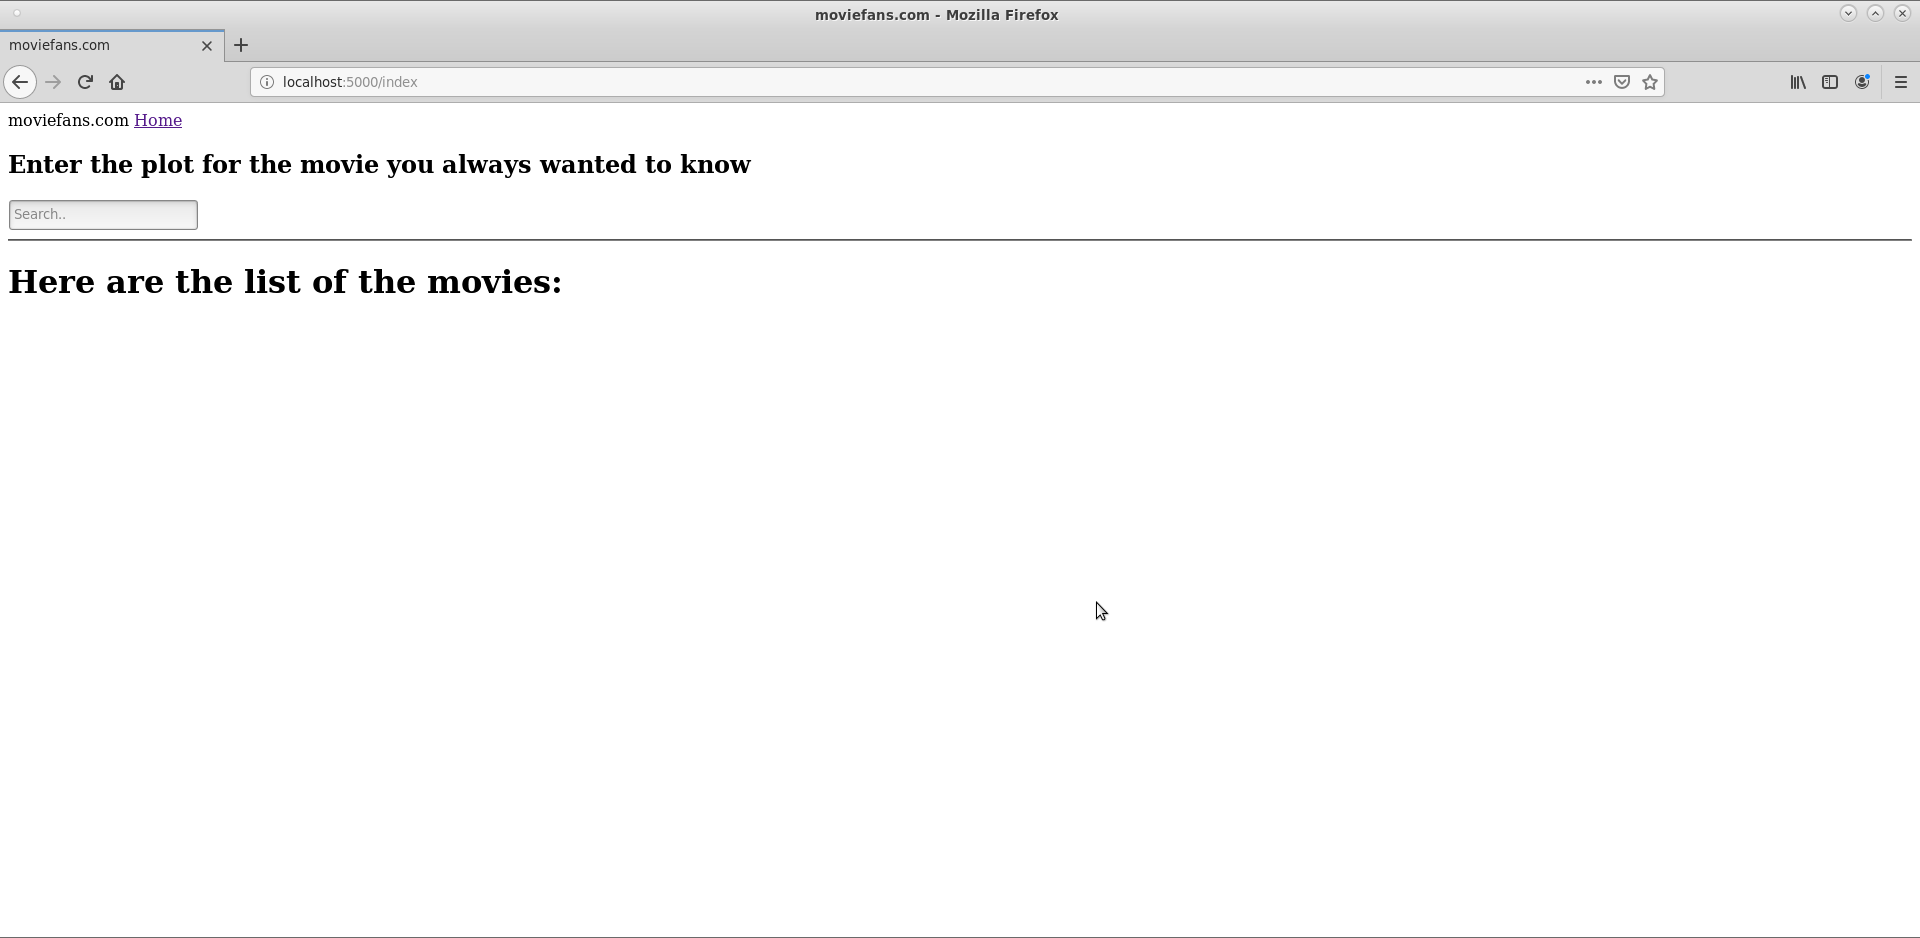 moviefans.com - Mozilla Firefox
moviefans.com
localhost:5000/index
moviefans.com Home
Enter the plot for the movie you always wanted to know
Search..
Here are the list of the movies: